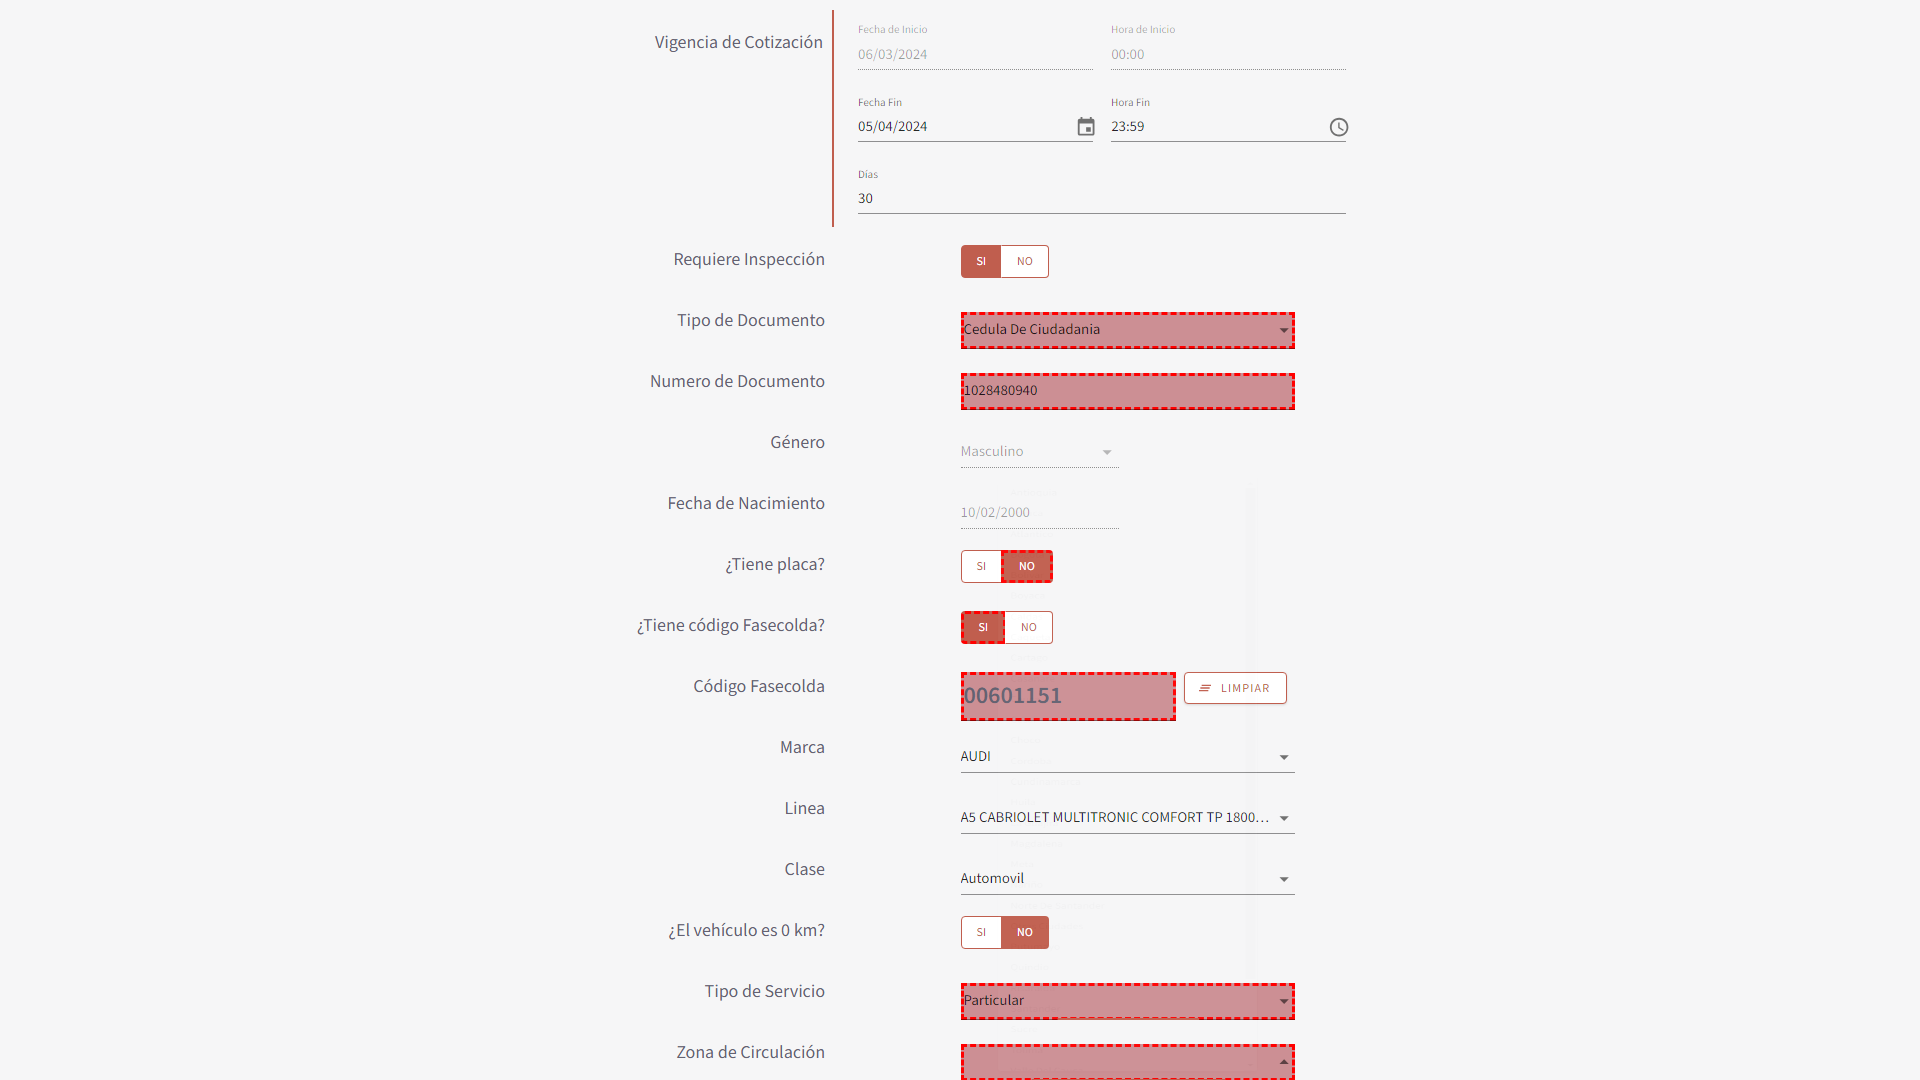 Vigencia de Cotización
Fecha de Inicio
06/03/2024
Hora de Inicio
00:00
Fecha Fin
05/04/2024
Hora Fin
23:59
Días
30
Requiere Inspección
SI NO
Tipo de Documento
Cedula De Ciudadania
Numero de Documento
1028480940
Género
Masculino
Fecha de Nacimiento
10/02/2000
¿Tiene placa?
SI NO
¿Tiene código Fasecolda?
SI NO
Código Fasecolda
00601151
LIMPIAR
Marca
AUDI
Linea
A5 CABRIOLET MULTITRONIC COMFORT TP 1800...
Clase
Automovil
¿El vehículo es 0 km?
SI NO
Tipo de Servicio
Particular
Zona de Circulación